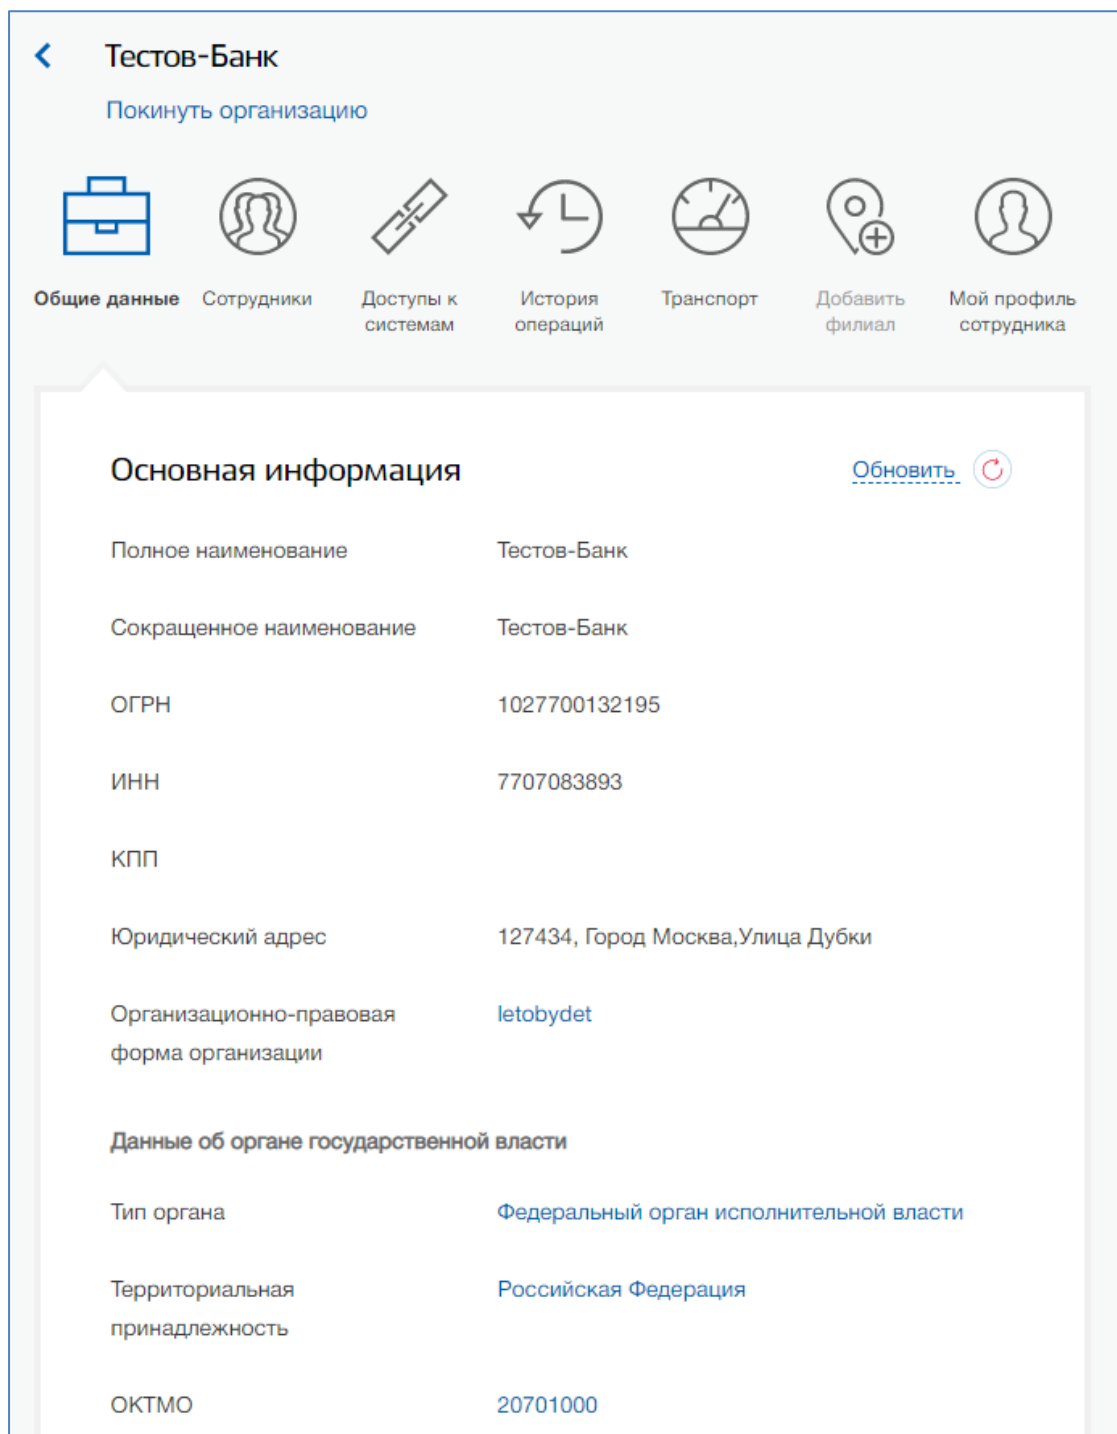 Тестов-Банк
Покинуть организацию
Общие данные
Сотрудники
Доступы к
системам
История
операций
Транспорт
Добавить
филиал
Мой профиль
сотрудника
Основная информация
Обновить
Полное наименование Тестов-Банк
Сокращенное наименование Тестов-Банк
ОГРН 1027700132195
ИНН 7707083893
КПП
Юридический адрес 127434, Город Москва,Улица Дубки
Организационно-правовая letobydet
форма организации
Данные об органе государственной власти
Тип органа Федеральный орган исполнительной власти
Территориальная Российская Федерация
принадлежность
ОКТМО 20701000